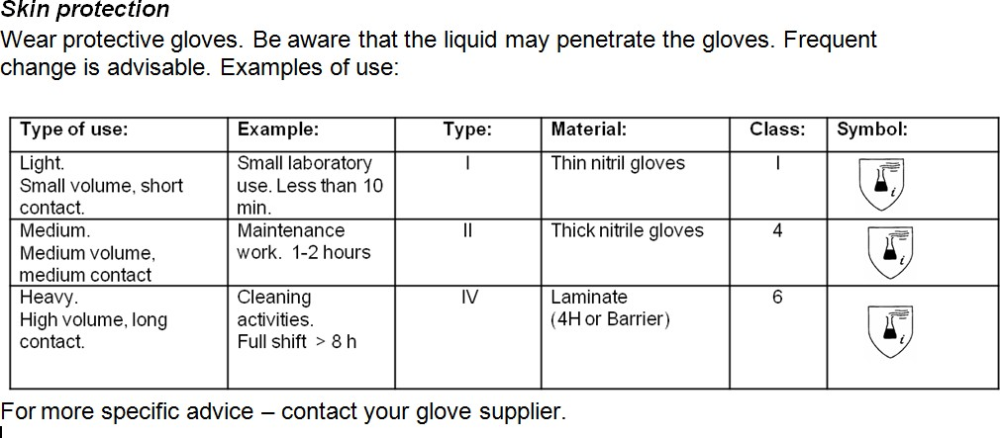 Skin protection
Wear protective gloves. Be aware that the liquid may penetrate the gloves. Frequent
change is advisable. Examples of use:
Type of use: Example: Type: Material: Class: Symbol:
Light. Small laboratory I Thin nitril gloves I
Small volume, short use. Less than 10
contact. min.
Medium. Maintenance II Thick nitrile gloves 4
Medium volume, work. 1-2 hours
medium contact
Heavy. Cleaning IV Laminate 6
High volume, long activities. (4H or Barrier)
contact. Full shift > 8 h
i
i
i
For more specific advice – contact your glove supplier.